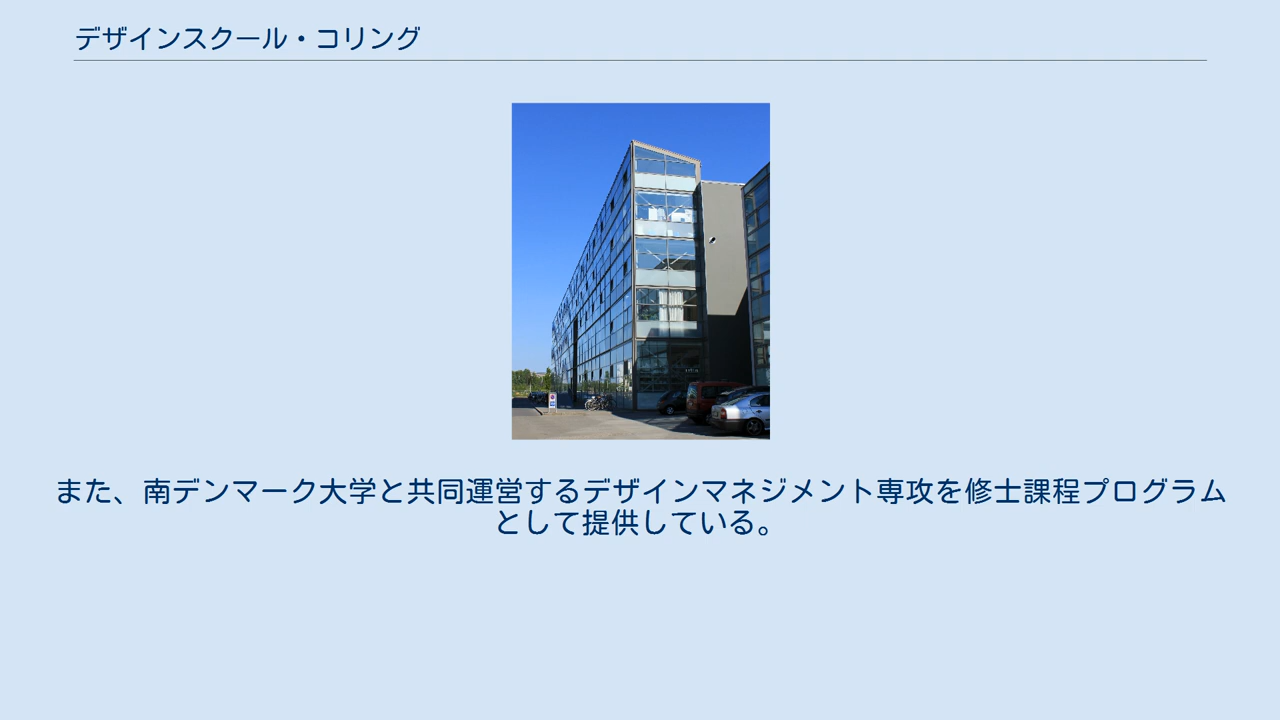 デザインスクール・コリング
また、南デンマーク大学と共同運営するデザインマネジメント専攻を修士課程プログラム
として提供している。